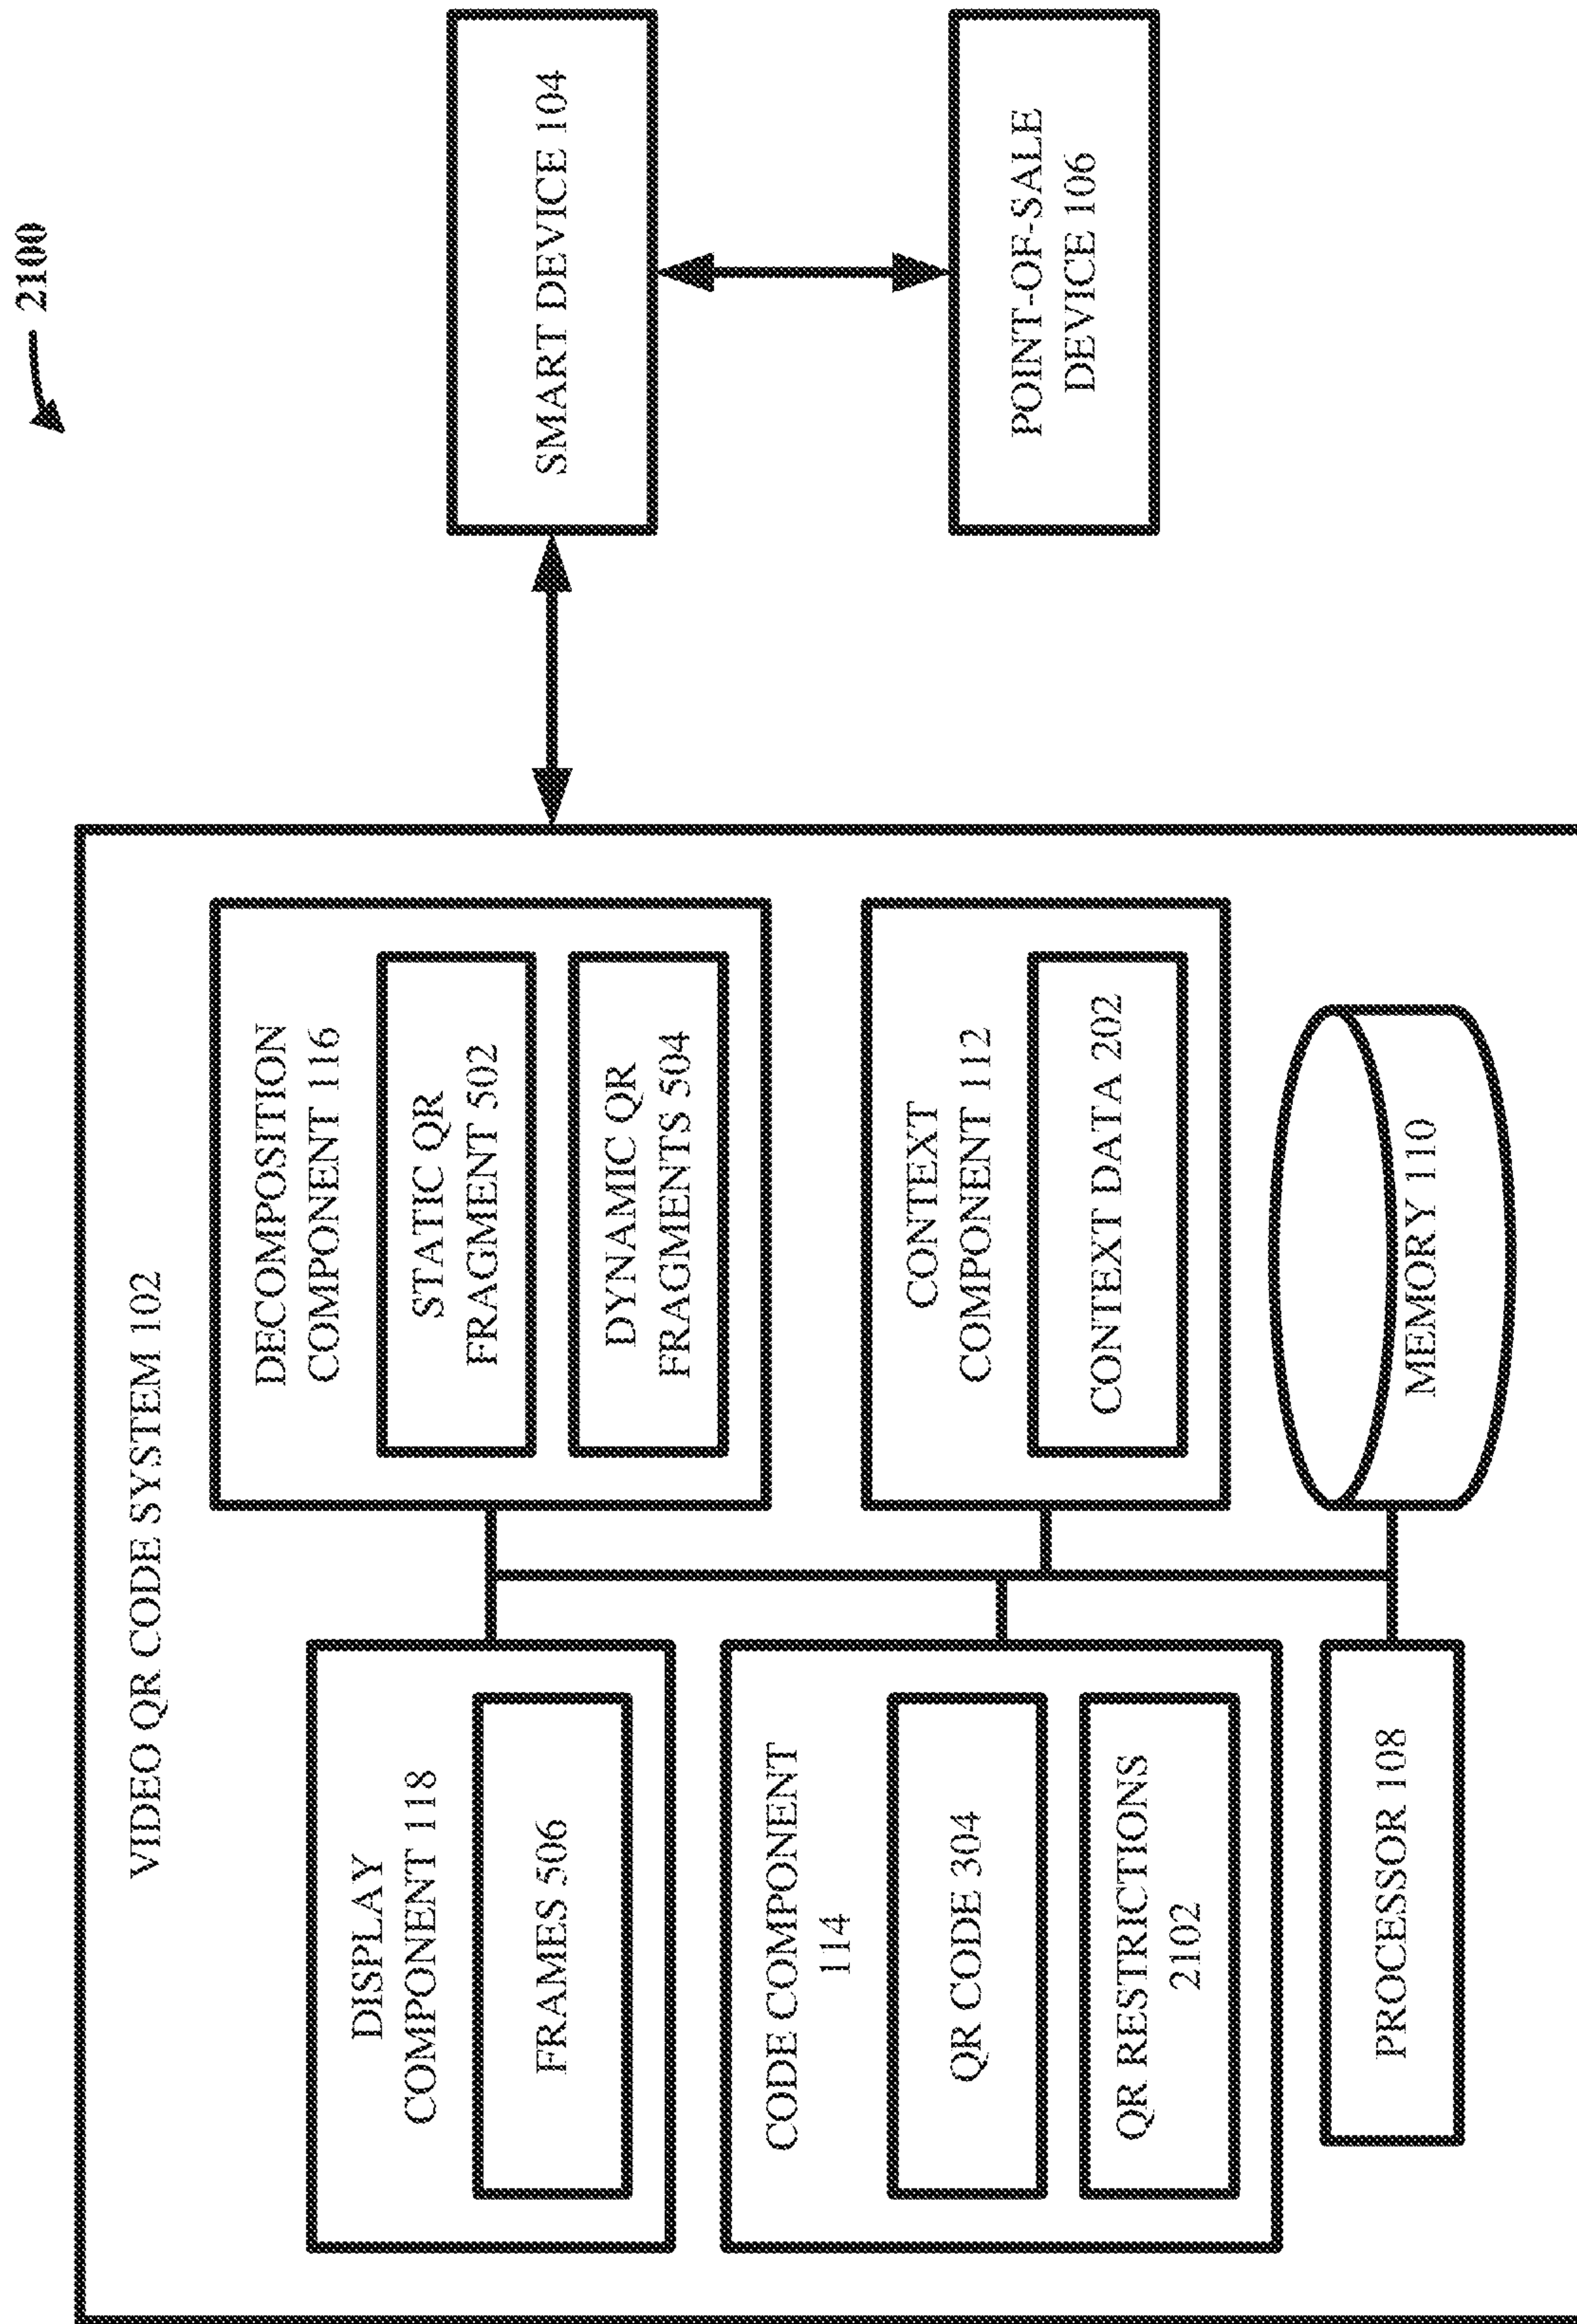 2100
VIDEO QR CODE SYSTEM 102
DISPLAY
COMPONENT 118
FRAMES 506
DECOMPOSITION
COMPONENT 116
STATIC QR
FRAGMENT 502
DYNAMIC QR
FRAGMENTS 504
CODE COMPONENT
114
QR CODE 304
QR RESTRICTIONS
2102
CONTEXT
COMPONENT 112
CONTEXT DATA 202
PROCESSOR 108
MEMORY 110
SMART DEVICE 104
POINT-OF-SALE
DEVICE 106